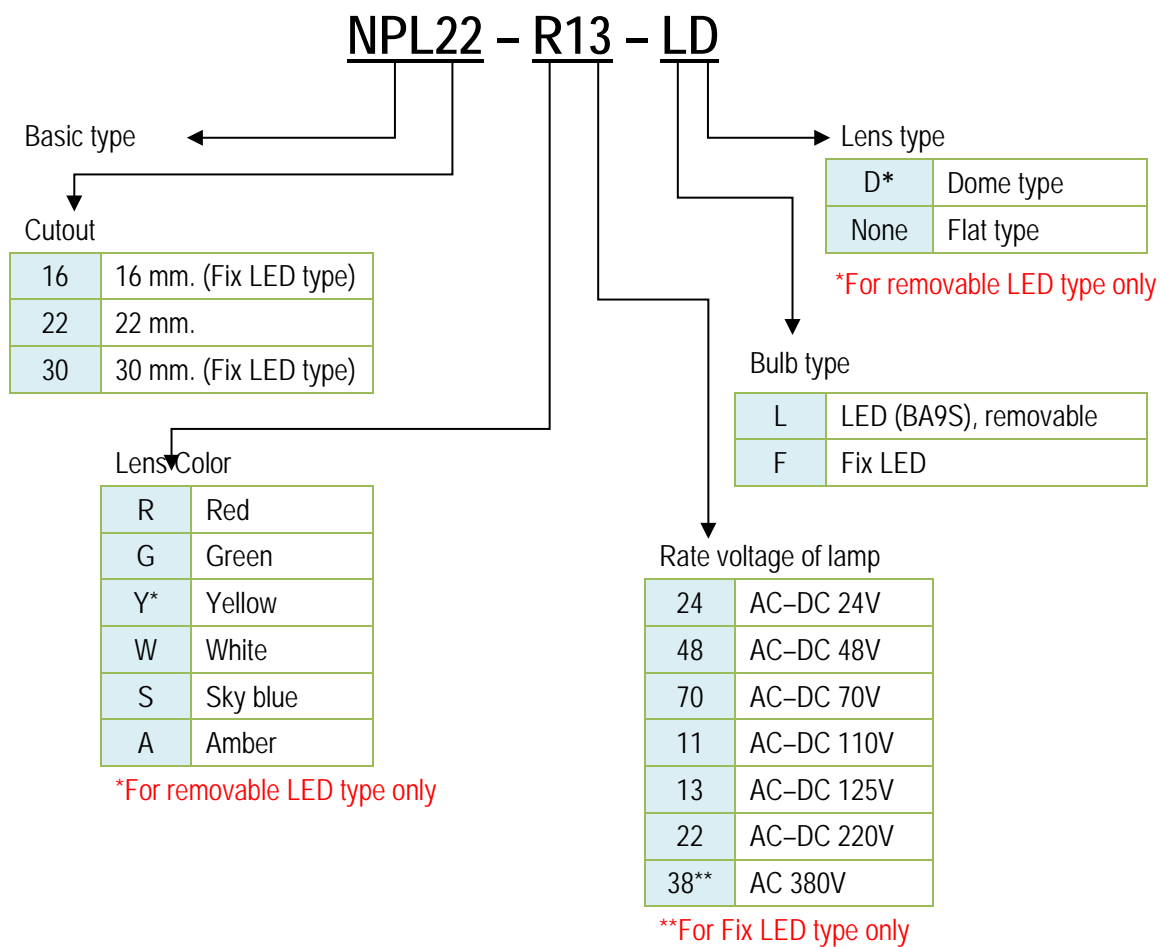 NPL22 – R13 – LD
Basic type
Lens type
D* Dome type
None Flat type
*For removable LED type only
Cutout
16 16 mm. (Fix LED type)
22 22 mm.
30 30 mm. (Fix LED type)
Bulb type
L LED (BA9S), removable
F Fix LED
Lens Color
R Red
G Green
Y* Yellow
W White
S Sky blue
A Amber
*For removable LED type only
Rate voltage of lamp
24 AC–DC 24V
48 AC–DC 48V
70 AC–DC 70V
11 AC–DC 110V
13 AC–DC 125V
22 AC–DC 220V
38** AC 380V
**For Fix LED type only